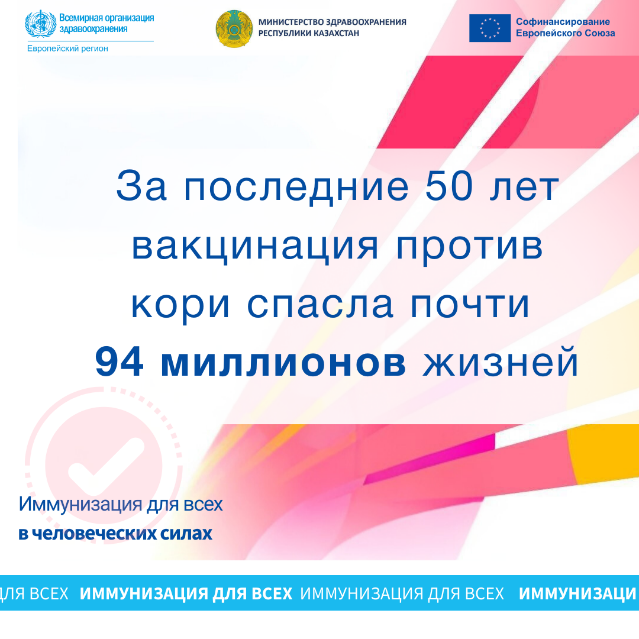 Всемирная организация
здравоохранения
Европейский регион
МИНИСТЕРСТВО ЗДРАВООХРАНЕНИЯ
РЕСПУБЛИКИ КАЗАХСТАН
Софинансирование
Европейского Союза
За последние 50 лет
вакцинация против
кори спасла почти
94 миллионов жизней
Иммунизация для всех
в человеческих силах
ДЛЯ ВСЕХ ИММУНИЗАЦИЯ ДЛЯ ВСЕХ ИММУНИЗАЦИЯ ДЛЯ ВСЕХ ИММУНИЗАЦИ